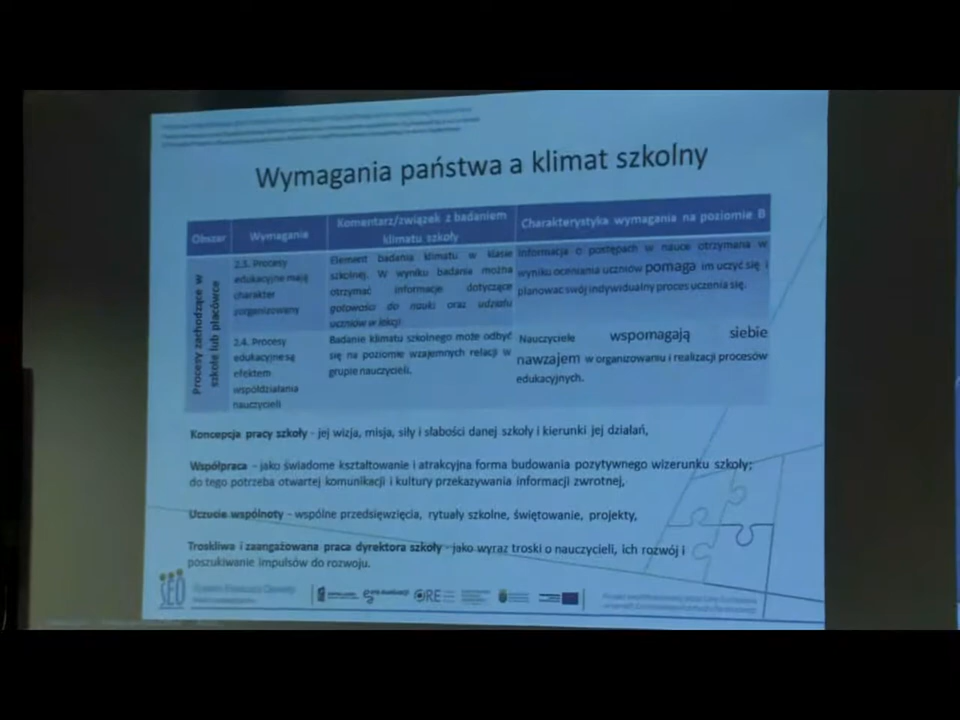 Wymagania państwa a klimat szkolny
Obszar
Wymaganie
Komentarz/związek z badaniem
klimatu szkoły
Charakterystyka wymagania na poziomie B
Procesy zachodzące w
szkole lub placówce
2.3. Procesy
edukacyjne mają
charakter
zorganizowany
Element badania klimatu w klasie
szkolnej. W wyniku badania można
otrzymać informacje dotyczące
gotowości do nauki oraz udziału
uczniów w lekcji
Informacja o postępach w nauce otrzymana w
wyniku oceniania uczniów pomaga im uczyć się i
planować swój indywidualny proces uczenia się.
2.4. Procesy
edukacyjne są
efektem
współdziałania
nauczycieli
Badanie klimatu szkolnego może odbyć
się na poziomie wzajemnych relacji w
grupie nauczycieli.
Nauczyciele wspomagają siebie
nawzajem w organizowaniu i realizacji procesów
edukacyjnych.
Koncepcja pracy szkoły - jej wizja, misja, siły i słabości danej szkoły i kierunki jej działań,
Współpraca - jako świadome kształtowanie i atrakcyjna forma budowania pozytywnego wizerunku szkoły;
do tego potrzeba otwartej komunikacji i kultury przekazywania informacji zwrotnej,
Uczucie wspólnoty - wspólne przedsięwzięcia, rytuały szkolne, świętowanie, projekty,
Troskliwa i zaangażowana praca dyrektora szkoły - jako wyraz troski o nauczycieli, ich rozwój i
poszukiwanie impulsów do rozwoju.
SEO
ORE